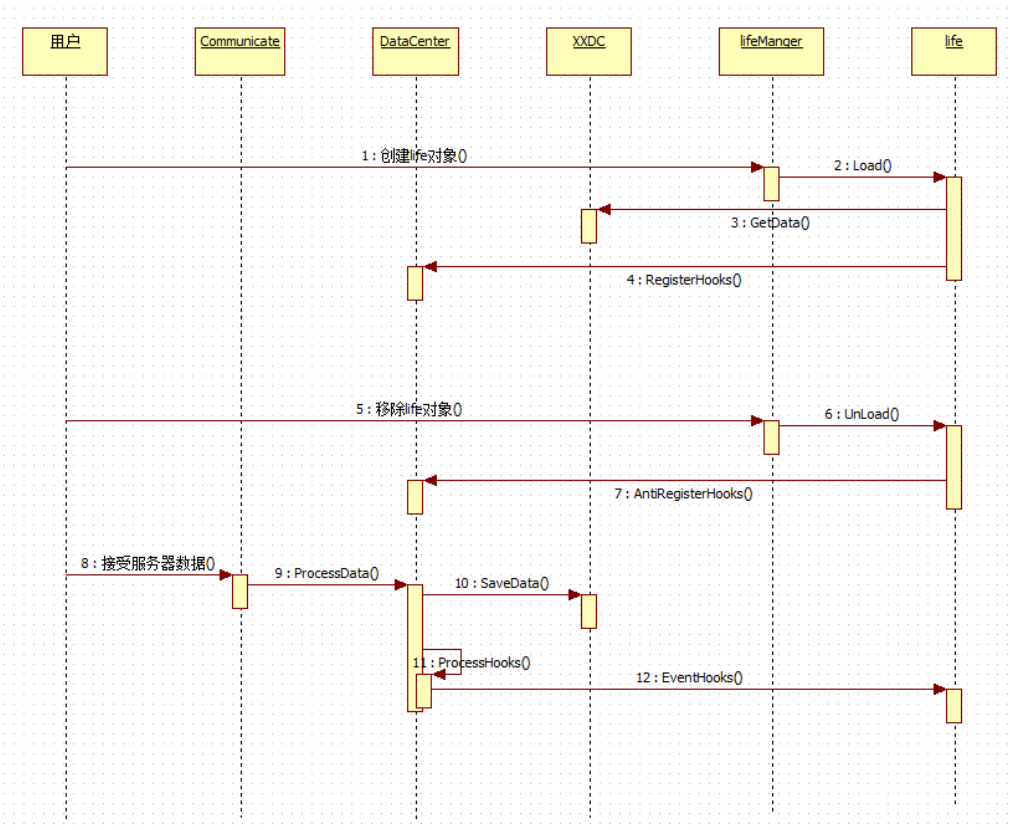 用户
Communicate
DataCenter
XXDC
lifeManger
life
1 : 创建life对象()
2 : Load()
3 : GetData()
4 : RegisterHooks()
5 : 移除life对象()
6 : UnLoad()
7 : AntiRegisterHooks()
8 : 接受服务器数据()
9 : ProcessData()
10 : SaveData()
11 : ProcessHooks()
12 : EventHooks()